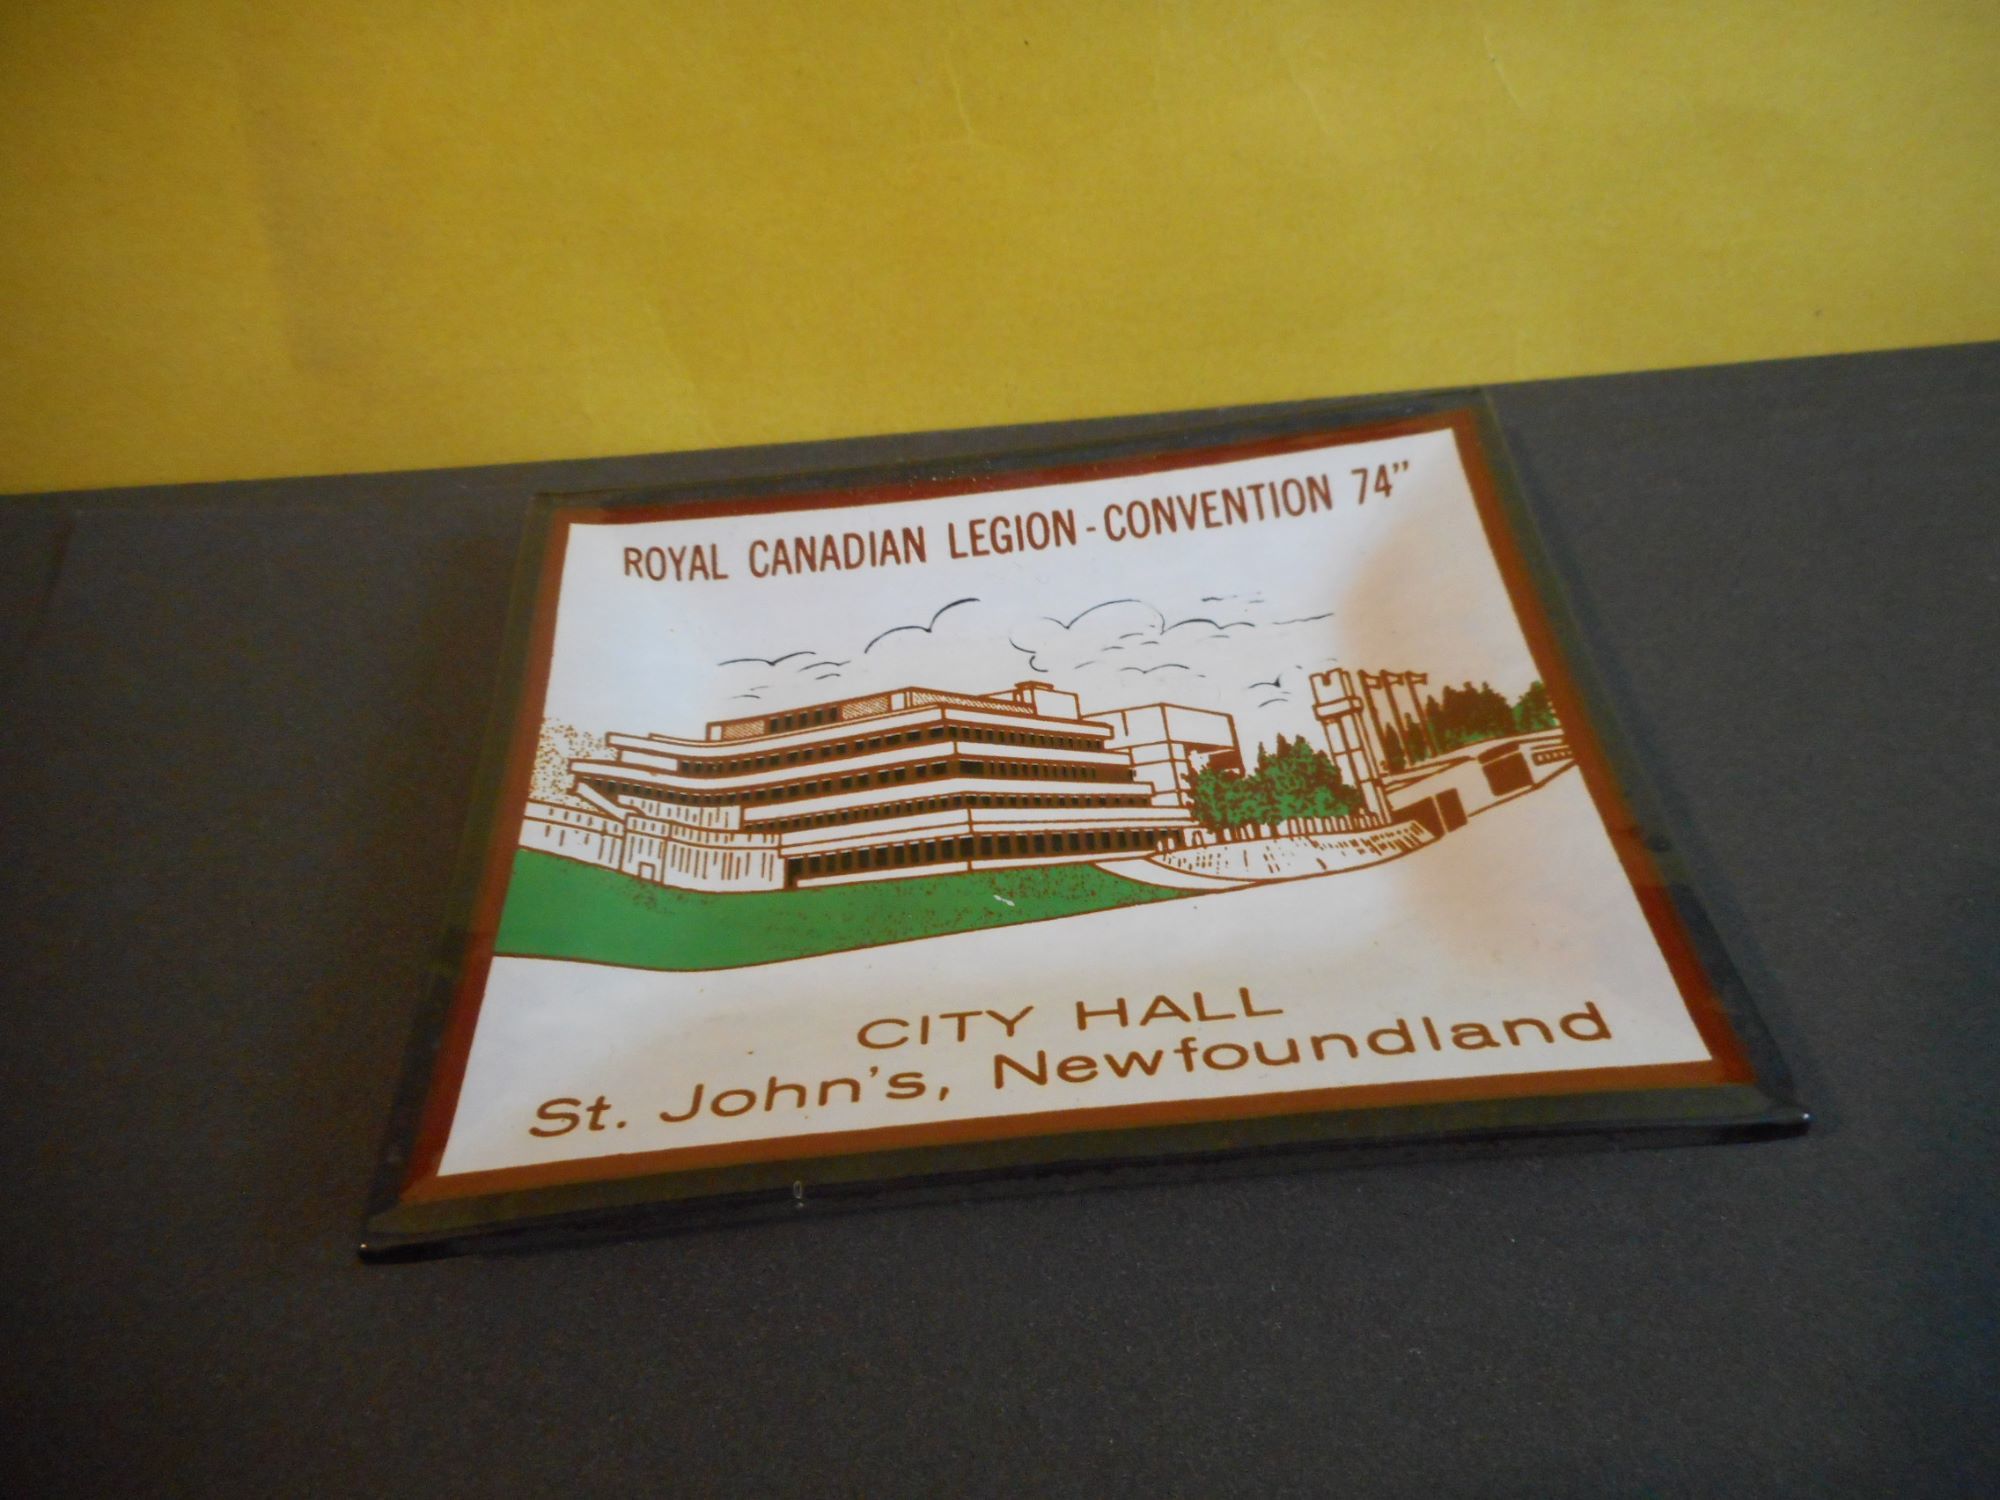 ROYAL CANADIAN LEGION - CONVENTION 74"
CITY HALL
St. John's, Newfoundland